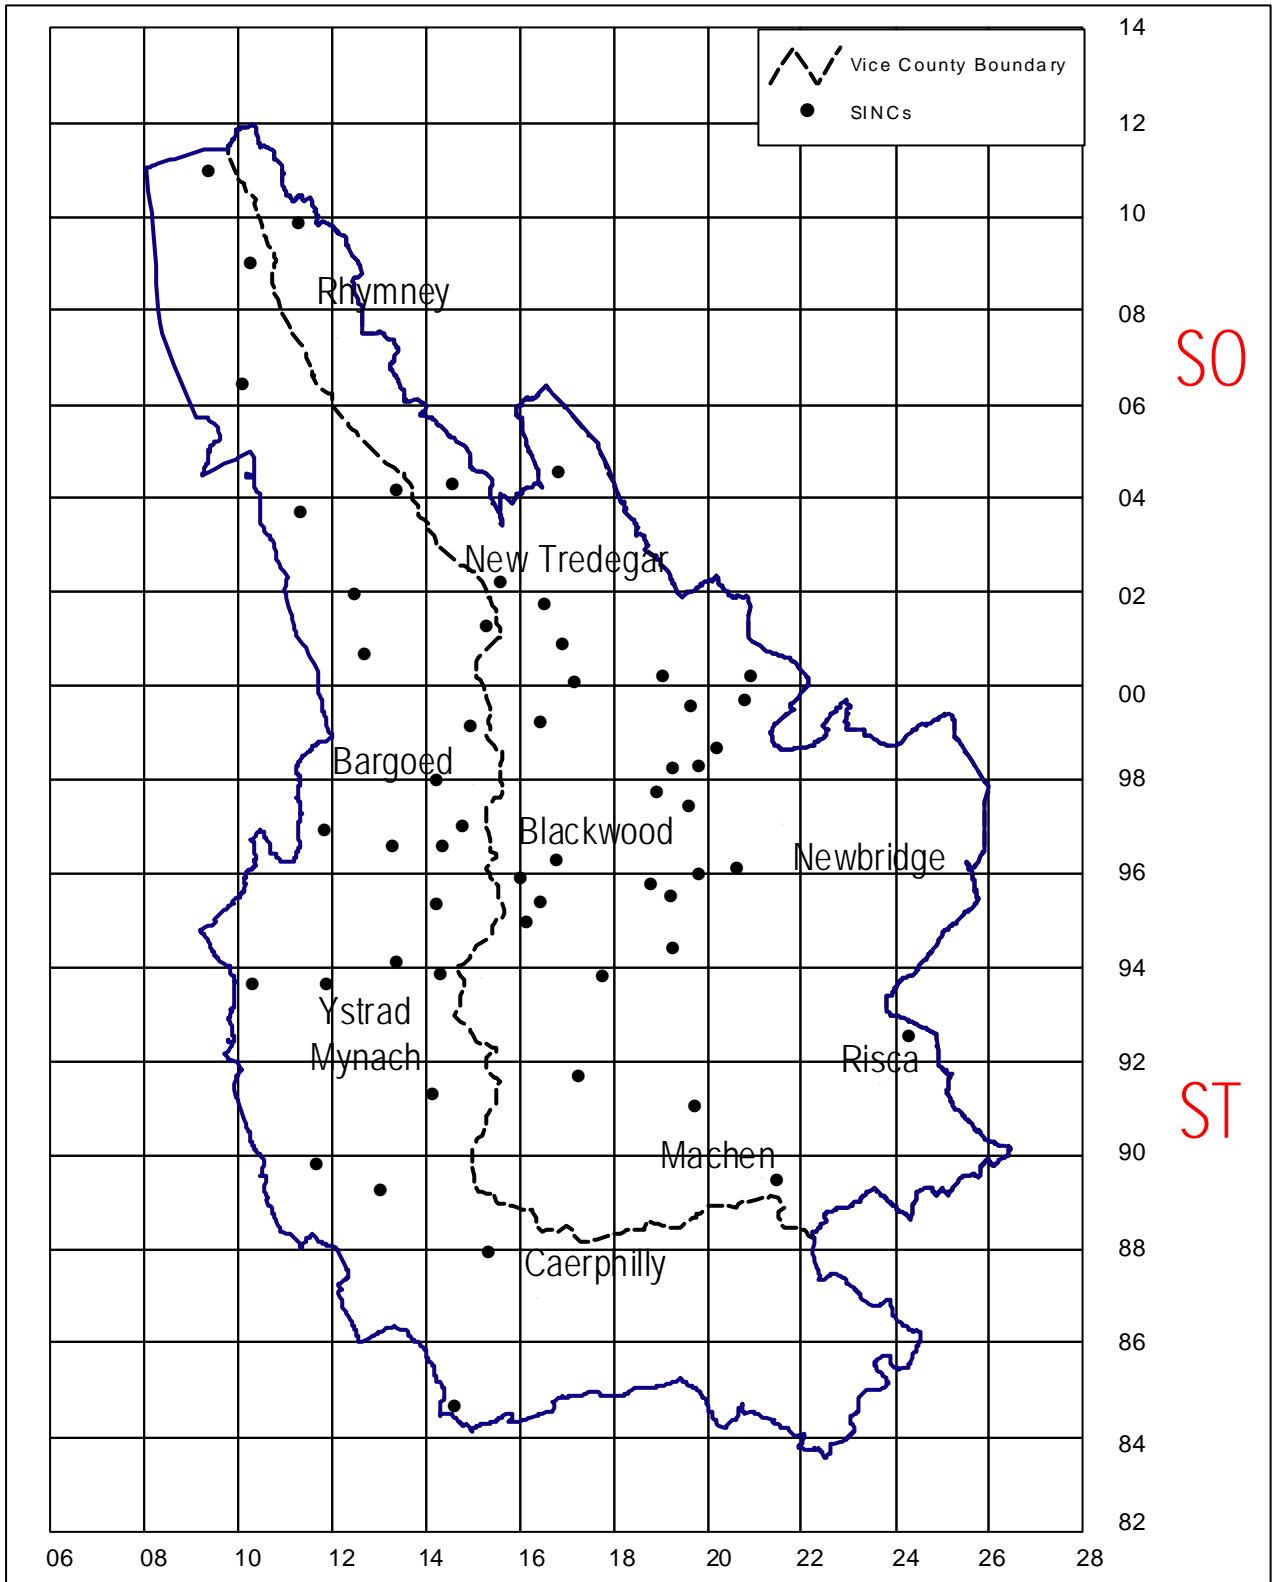 14
Vice County Boundary
SINCs
12
10
Rhymney
08
SO
06
04
New Tredegar
02
00
Bargoed
98
Blackwood
Newbridge
96
94
Ystrad
Mynach
Risca
92
ST
Machen
90
Caerphilly
88
86
84
82
06 08 10 12 14 16 18 20 22 24 26 28